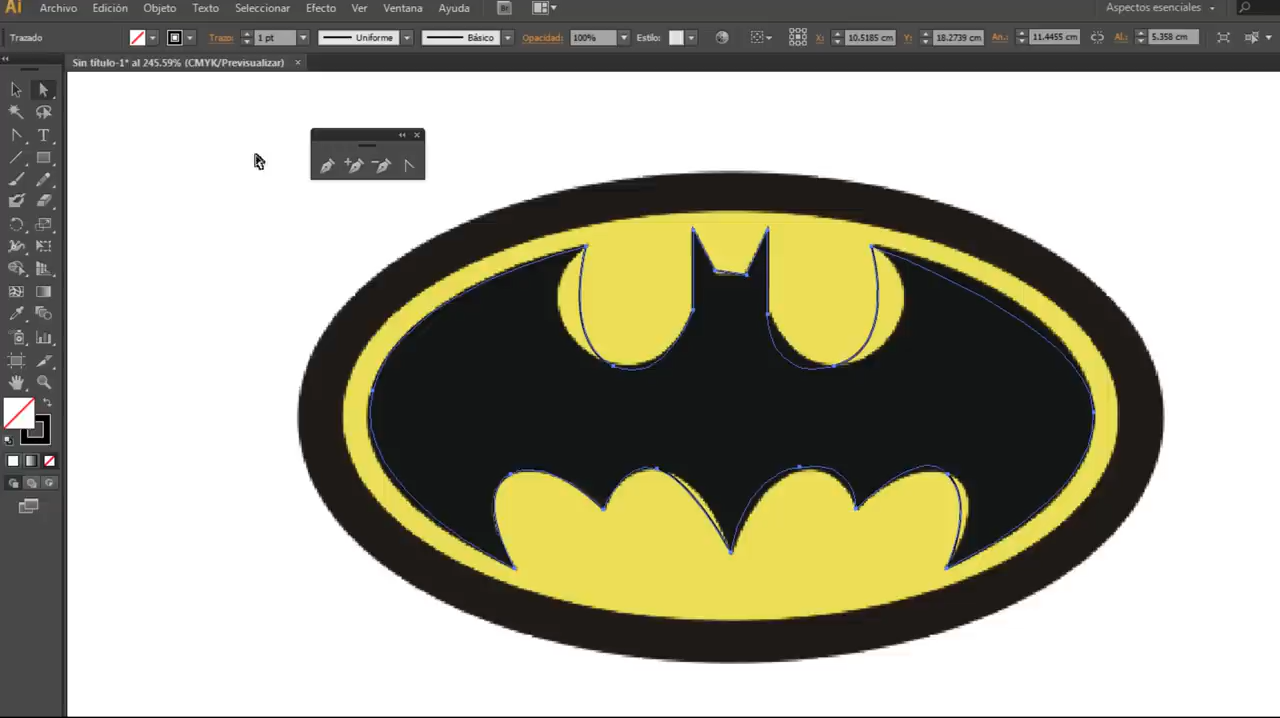 Ai Archivo Edición Objeto Texto Seleccionar Efecto Ver Ventana Ayuda Br Aspectos esenciales
Trazado Trazo: 1 pt Uniforme Básico Opacidad: 100% Estilo: X: 10.5185 cm Y: 18.2739 cm An.: 11.4455 cm Al.: 5.358 cm
Sin título-1* al 245.59% (CMYK/Previsualizar) ×
T